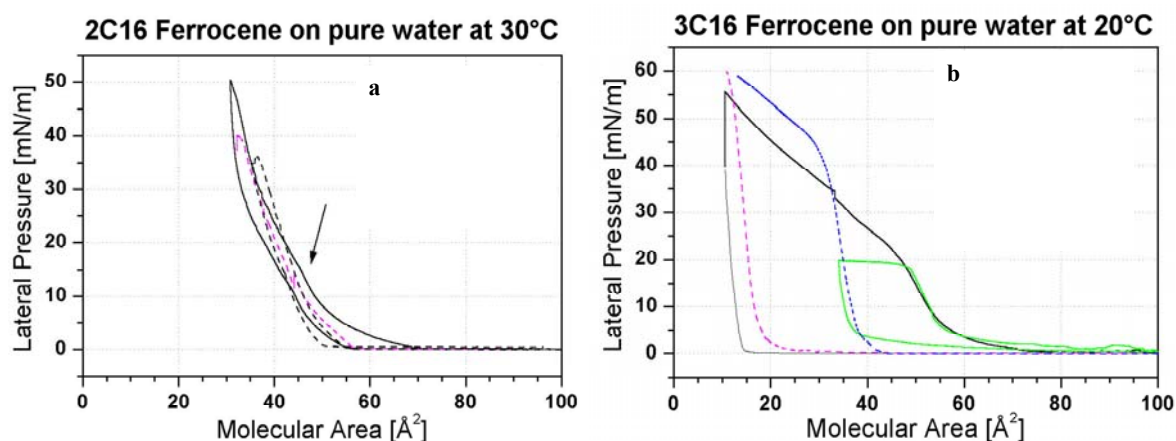 2C16 Ferrocene on pure water at 30°C
a
Lateral Pressure [mN/m]
50
40
30
20
10
0
0 20 40 60 80 100
Molecular Area [Å²]
3C16 Ferrocene on pure water at 20°C
b
Lateral Pressure [mN/m]
60
50
40
30
20
10
0
0 20 40 60 80 100
Molecular Area [Å²]